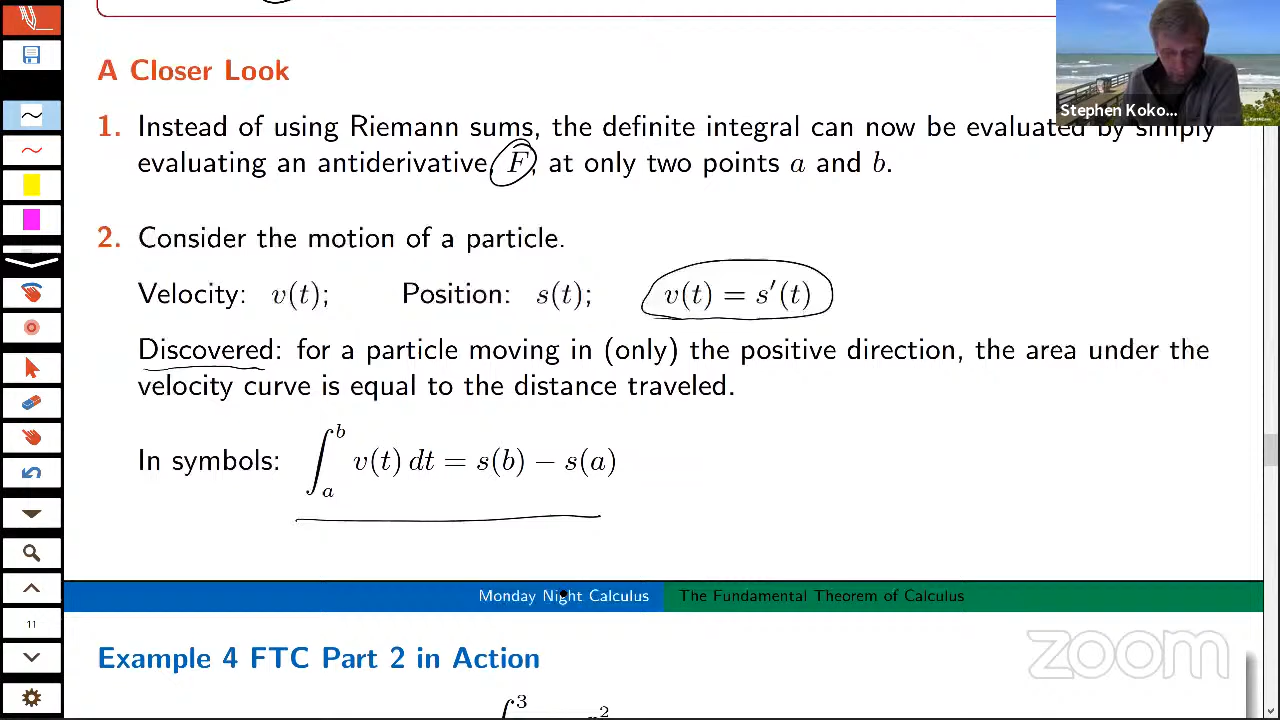 A Closer Look
1. Instead of using Riemann sums, the definite integral can now be evaluated by simply
evaluating an antiderivative, F, at only two points a and b.
2. Consider the motion of a particle.
Velocity: v(t); Position: s(t); v(t) = s′(t)
Discovered: for a particle moving in (only) the positive direction, the area under the
velocity curve is equal to the distance traveled.
In symbols: ∫_a^b v(t) dt = s(b) − s(a)
Monday Night Calculus The Fundamental Theorem of Calculus
Example 4 FTC Part 2 in Action
Stephen Koko...
11
zoom